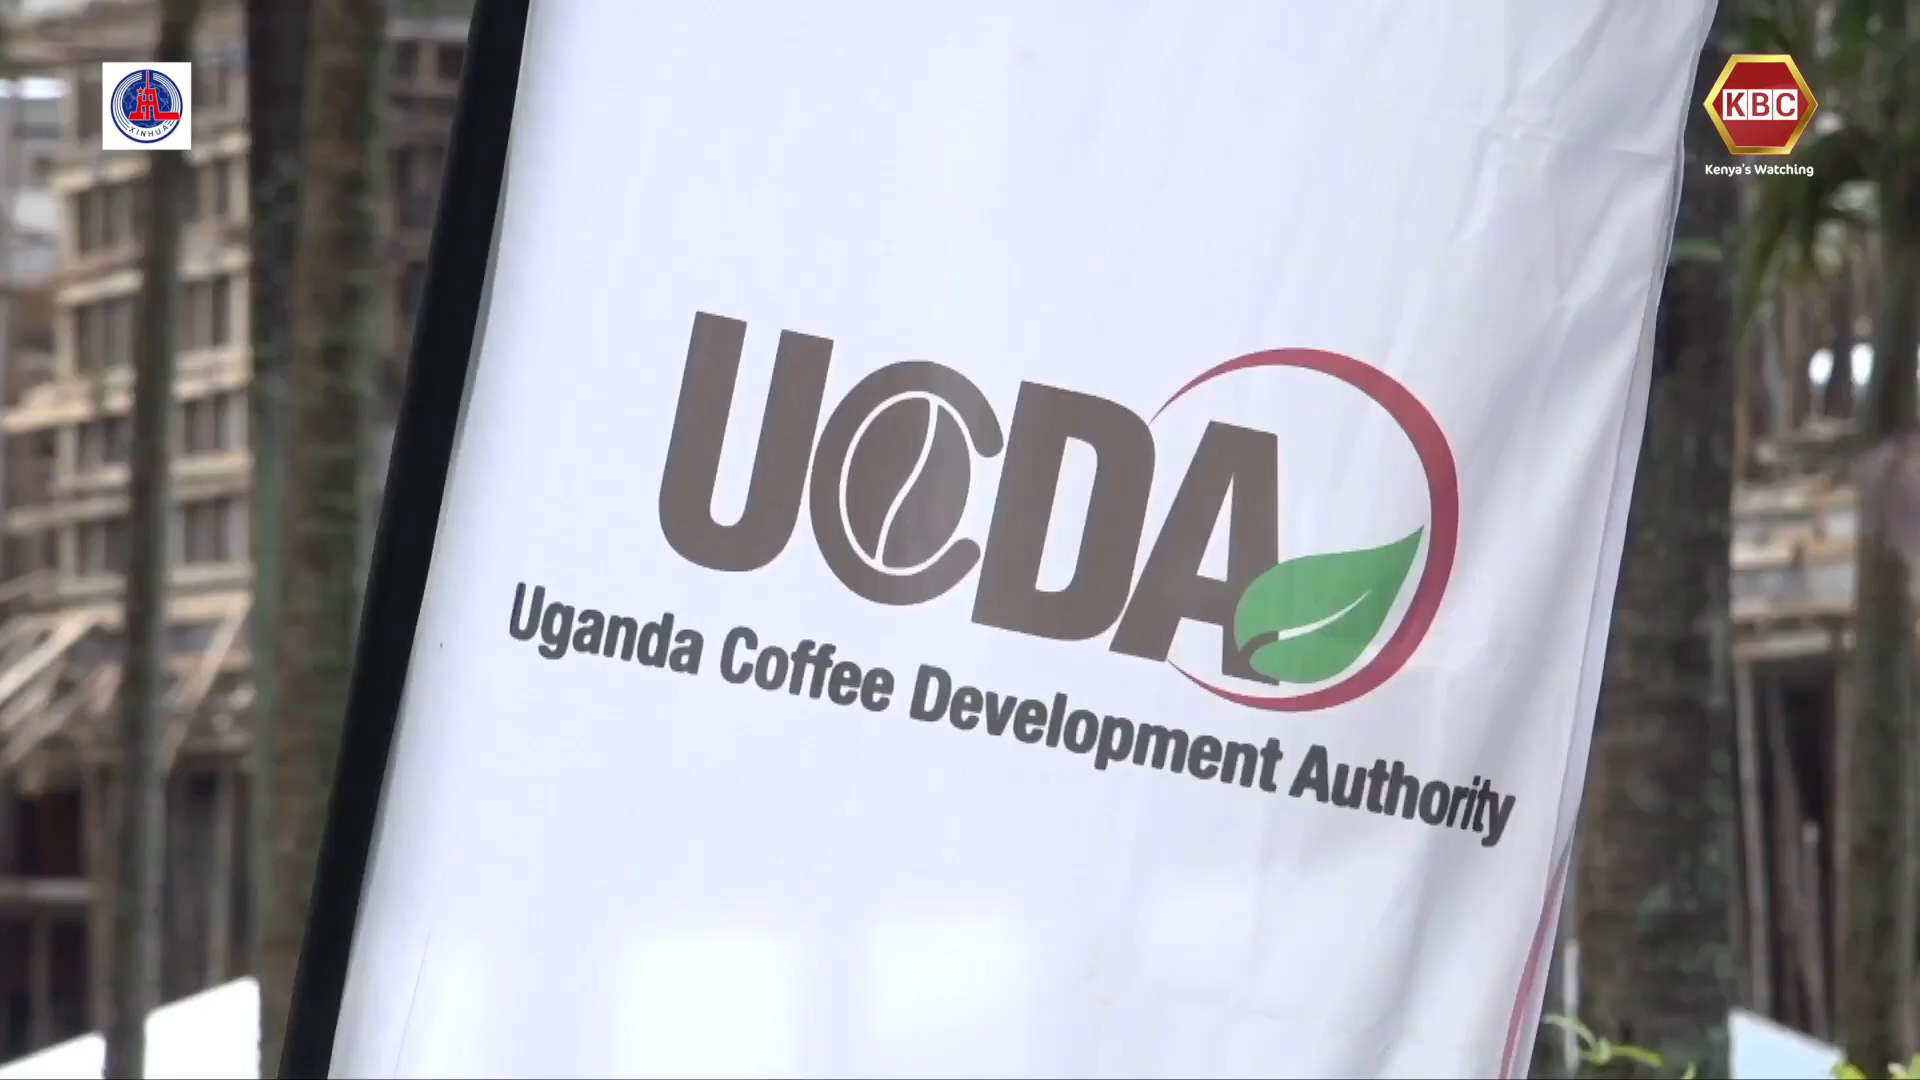 XINHUA
KBC
Kenya's Watching
UCDA
Uganda Coffee Development Authority